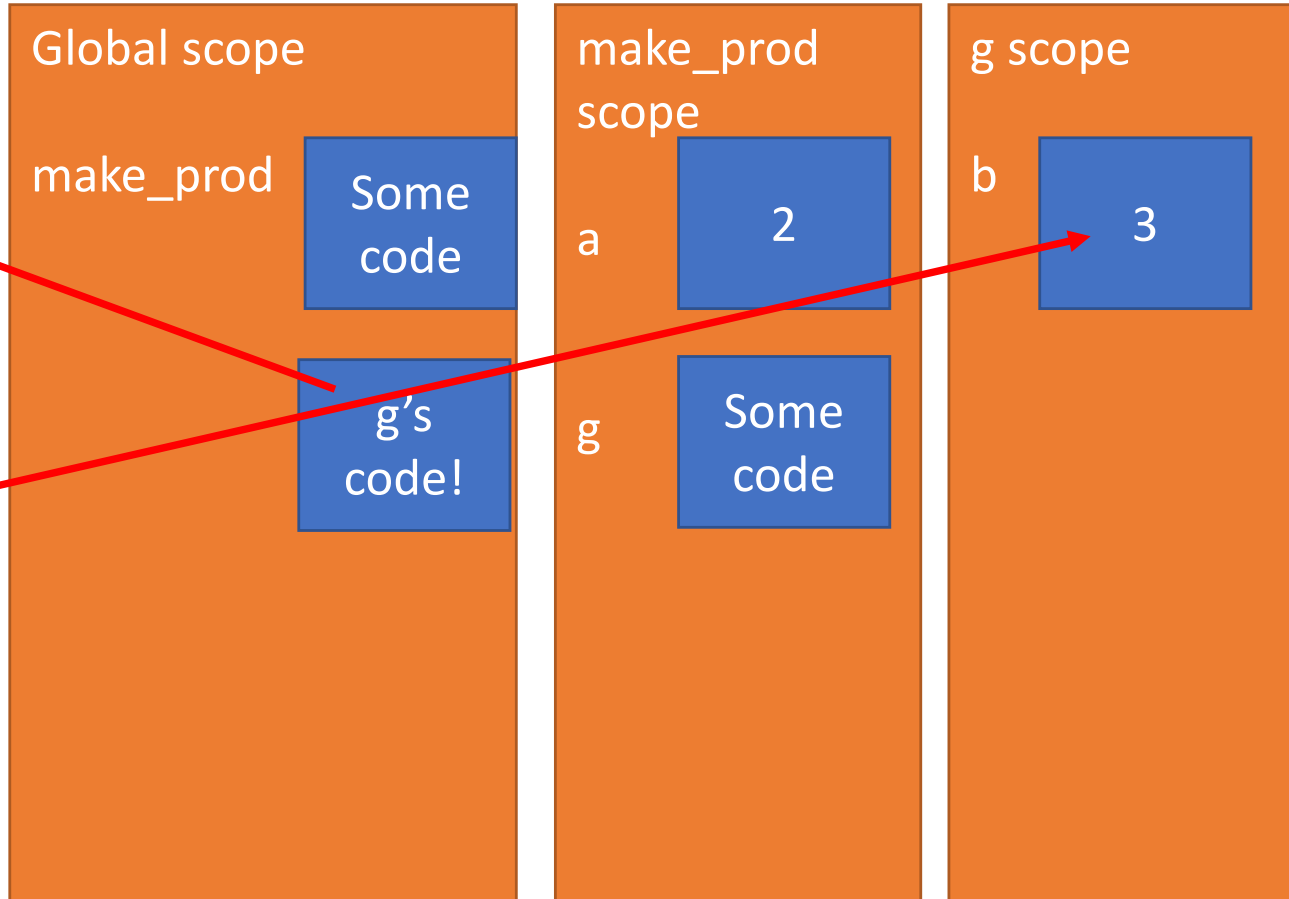 Global scope
make_prod
Some
code
g’s
code!
make_prod
scope
a
2
g
Some
code
g scope
b
3